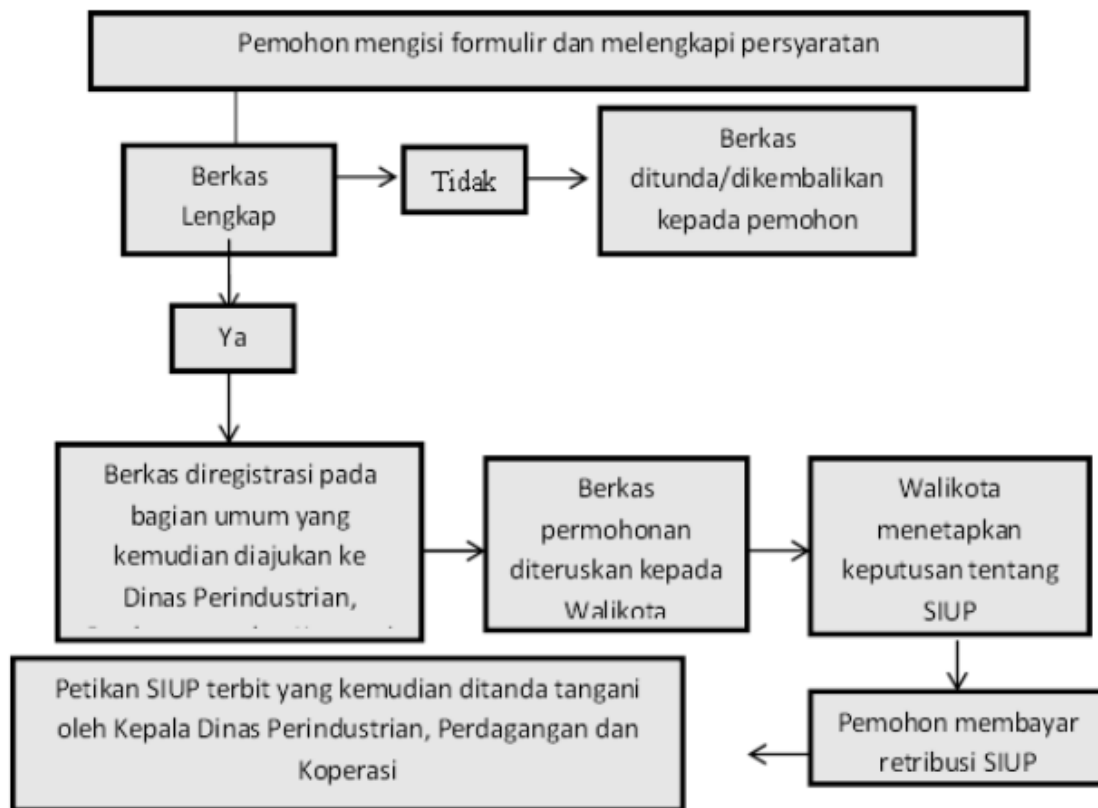 Pemohon mengisi formulir dan melengkapi persyaratan
Berkas
Lengkap
Tidak
Berkas
ditunda/dikembalikan
kepada pemohon
Ya
Berkas diregistrasi pada
bagian umum yang
kemudian diajukan ke
Dinas Perindustrian,
Berkas
permohonan
diteruskan kepada
Walikota
Walikota
menetapkan
keputusan tentang
SIUP
Pemohon membayar
retribusi SIUP
Petikan SIUP terbit yang kemudian ditanda tangani
oleh Kepala Dinas Perindustrian, Perdagangan dan
Koperasi